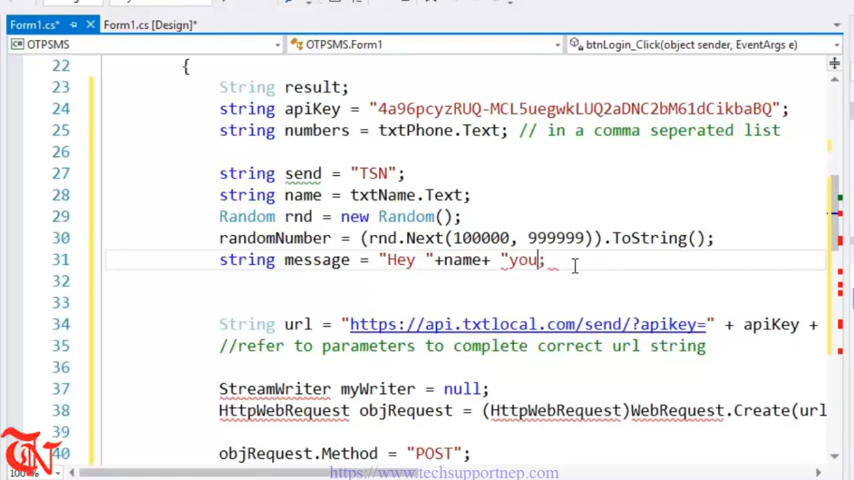 Form1.cs* Form1.cs [Design]*
OTPSMS OTPSMS.Form1 btnLogin_Click(object sender, EventArgs e)
22 {
23 String result;
24 string apiKey = "4a96pcyzRUQ-MCL5uegwkLUQ2aDNC2bM61dCikbaBQ";
25 string numbers = txtPhone.Text; // in a comma seperated list
26
27 string send = "TSN";
28 string name = txtName.Text;
29 Random rnd = new Random();
30 randomNumber = (rnd.Next(100000, 999999)).ToString();
31 string message = "Hey "+name+ "you;
32
33
34 String url = "https://api.txtlocal.com/send/?apikey=" + apiKey +
35 //refer to parameters to complete correct url string
36
37 StreamWriter myWriter = null;
38 HttpWebRequest objRequest = (HttpWebRequest)WebRequest.Create(url
39
40 objRequest.Method = "POST";
100%
https://www.techsupportnep.com